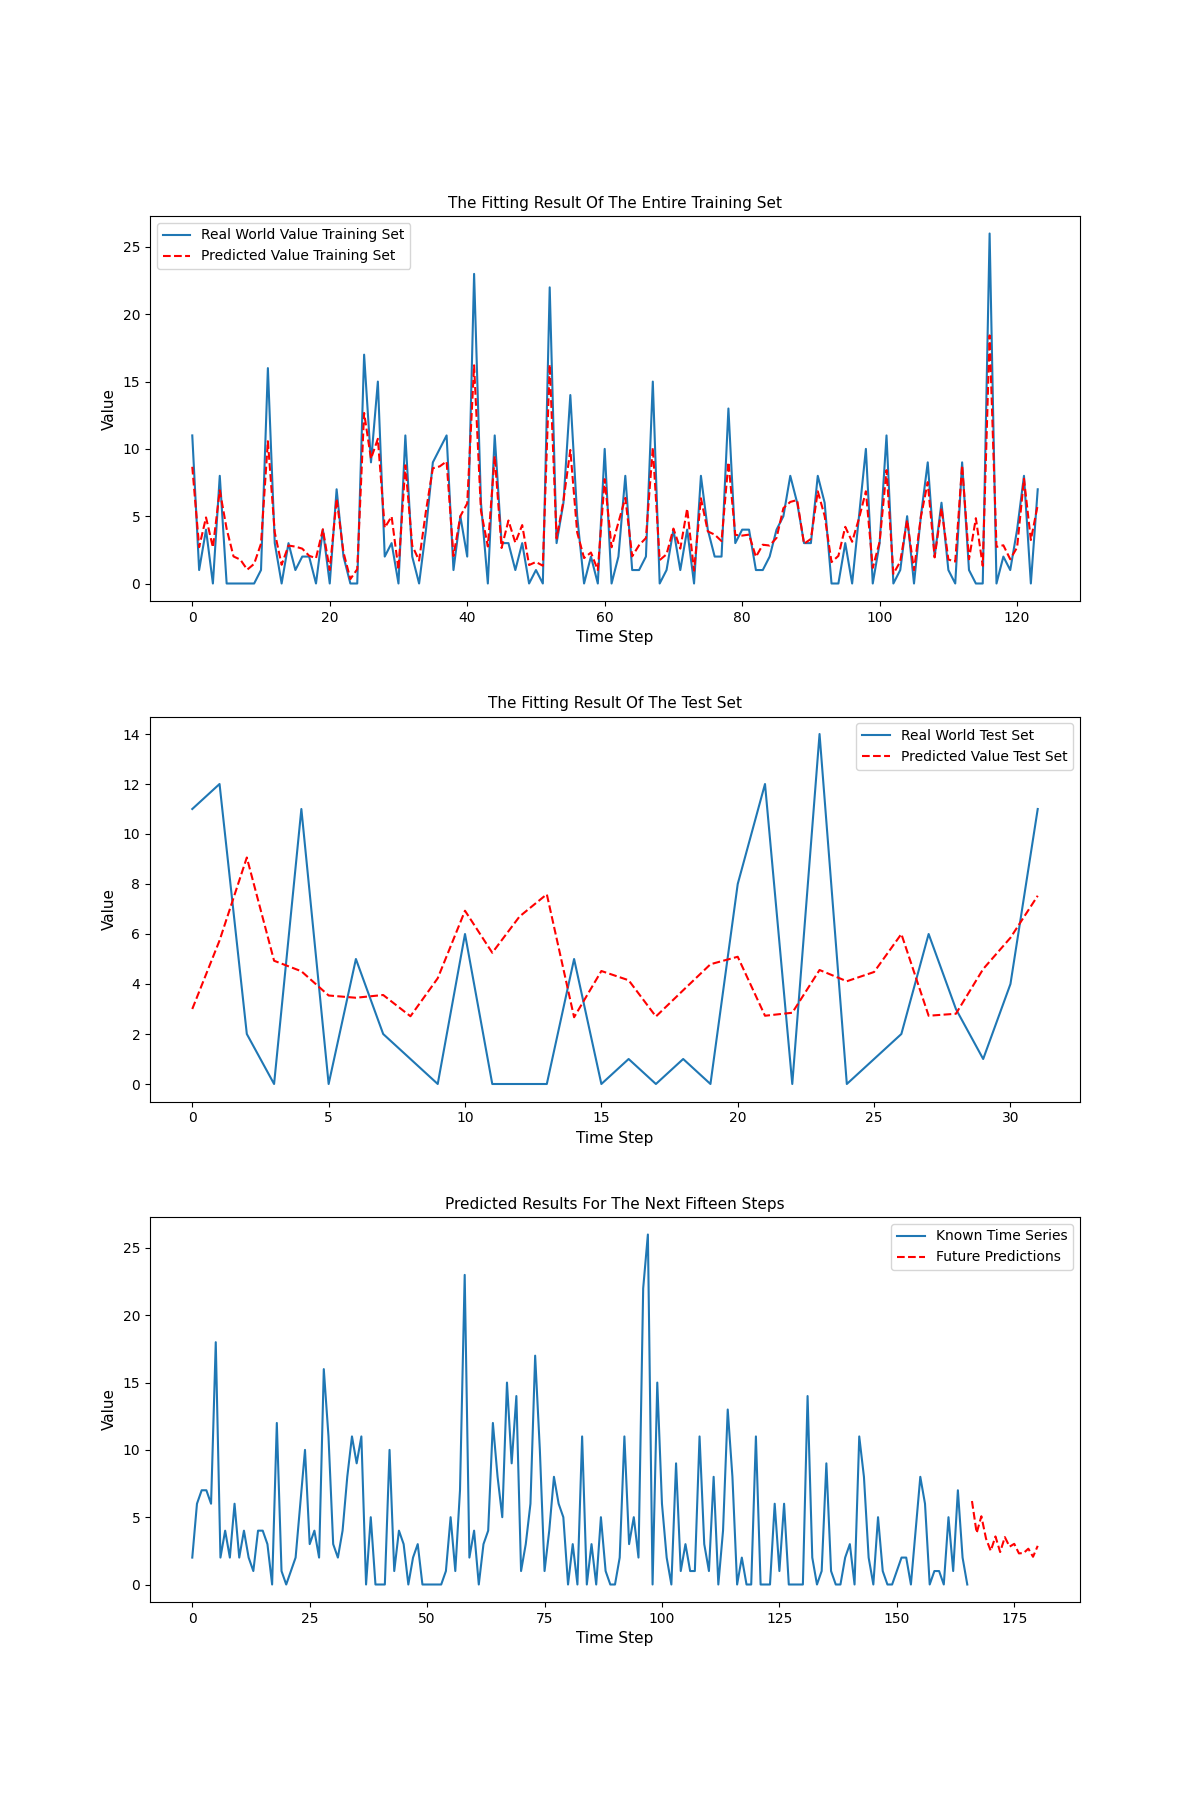 The Fitting Result Of The Entire Training Set
Real World Value Training Set
Predicted Value Training Set
25
20
15
10
5
0
Value
0 20 40 60 80 100 120
Time Step
The Fitting Result Of The Test Set
Real World Test Set
Predicted Value Test Set
14
12
10
8
6
4
2
0
Value
0 5 10 15 20 25 30
Time Step
Predicted Results For The Next Fifteen Steps
Known Time Series
Future Predictions
25
20
15
10
5
0
Value
0 25 50 75 100 125 150 175
Time Step